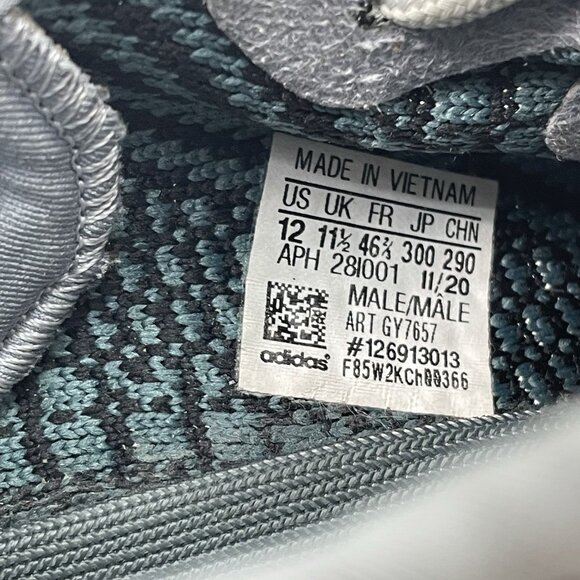 MADE IN VIETNAM
US UK FR JP CHN
12 11½ 46⅔ 300 290
APH 28I001 11/20
MALE/MÂLE
ART GY7657
#126913013
adidas® F85W2KCh00366